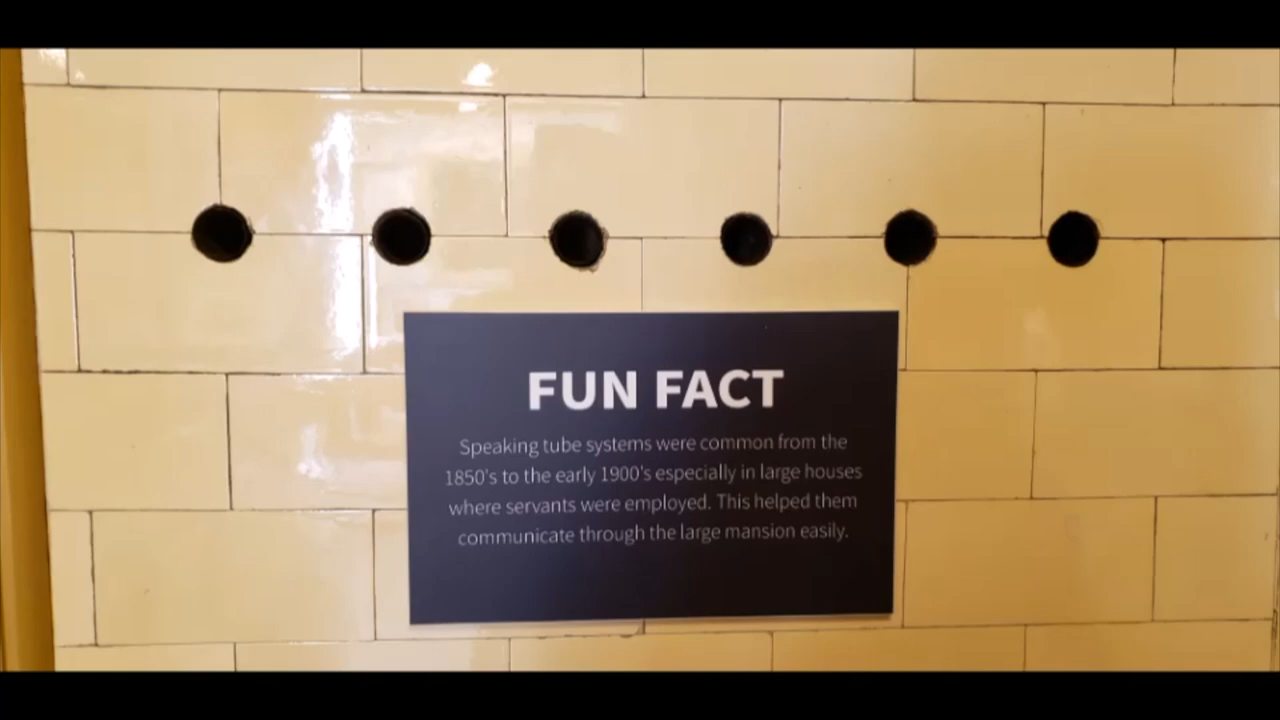 FUN FACT
Speaking tube systems were common from the
1850's to the early 1900's especially in large houses
where servants were employed. This helped them
communicate through the large mansion easily.